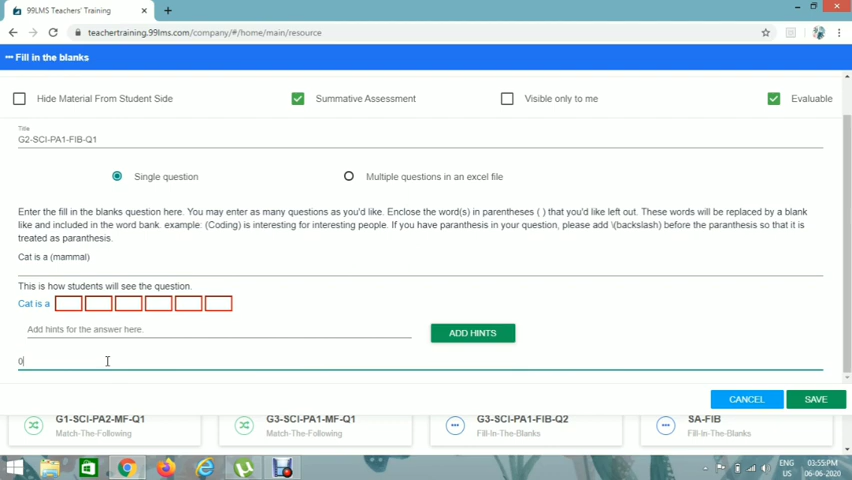 99LMS Teachers' Training
teachertraining.99lms.com/company/#/home/main/resource
Fill in the blanks
Hide Material From Student Side
Summative Assessment
Visible only to me
Evaluable
Title
G2-SCI-PA1-FIB-Q1
Single question
Multiple questions in an excel file
Enter the fill in the blanks question here. You may enter as many questions as you'd like. Enclose the word(s) in parentheses ( ) that you'd like left out. These words will be replaced by a blank
like and included in the word bank. example: (Coding) is interesting for interesting people. If you have paranthesis in your question, please add \(backslash) before the paranthesis so that it is
treated as paranthesis.
Cat is a (mammal)
This is how students will see the question.
Cat is a
Add hints for the answer here.
ADD HINTS
0
CANCEL
SAVE
G1-SCI-PA2-MF-Q1
Match-The-Following
G3-SCI-PA1-MF-Q1
Match-The-Following
G3-SCI-PA1-FIB-Q2
Fill-In-The-Blanks
SA-FIB
Fill-In-The-Blanks
ENG
US
03:55:PM
06-06-2020